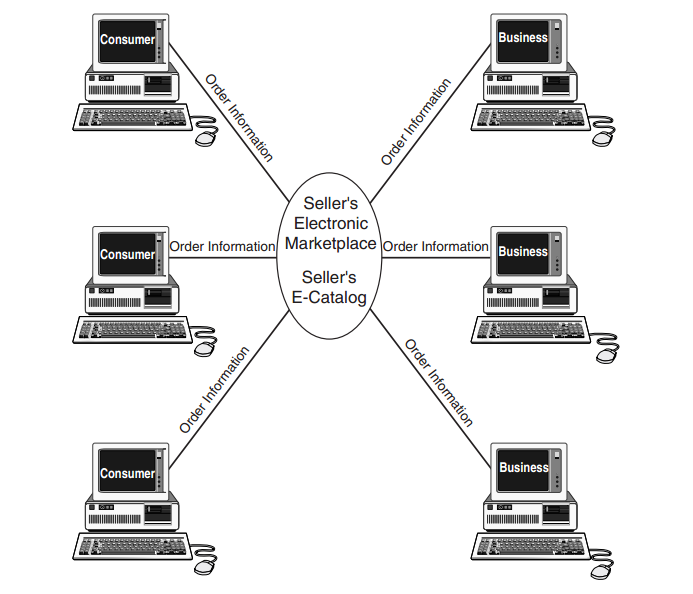 Consumer
Business
Order Information
Order Information
Seller's
Electronic
Marketplace
Seller's
E-Catalog
Consumer
Order Information
Order Information
Business
Order Information
Order Information
Consumer
Business